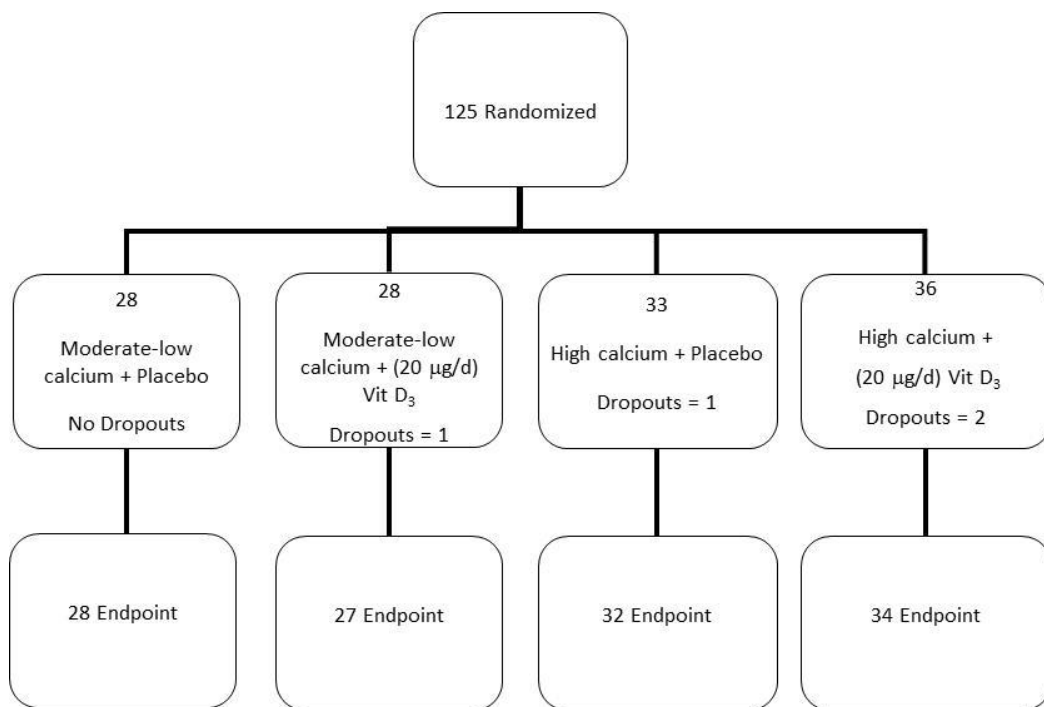 125 Randomized
28
Moderate-low
calcium + Placebo
No Dropouts
28
Moderate-low
calcium + (20 μg/d)
Vit D₃
Dropouts = 1
33
High calcium + Placebo
Dropouts = 1
36
High calcium +
(20 μg/d) Vit D₃
Dropouts = 2
28 Endpoint
27 Endpoint
32 Endpoint
34 Endpoint